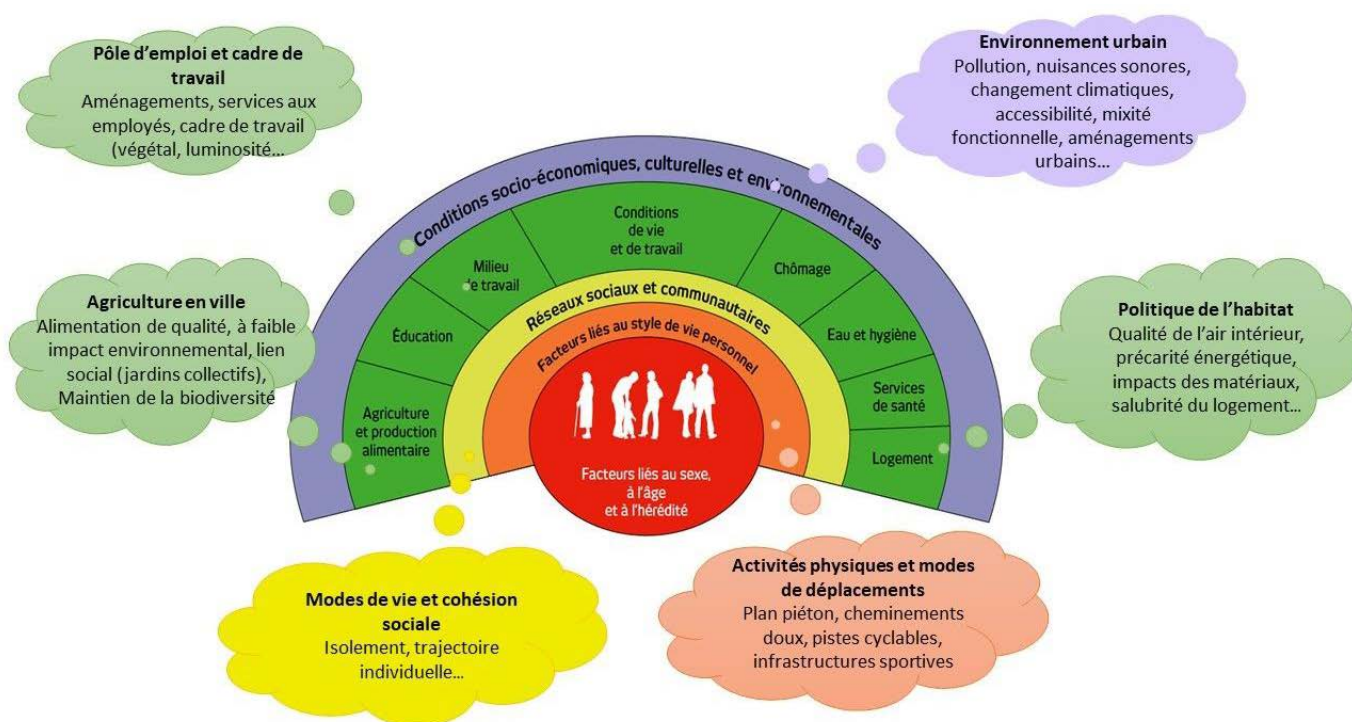 Pôle d'emploi et cadre de
travail
Aménagements, services aux
employés, cadre de travail
(végétal, luminosité…
Environnement urbain
Pollution, nuisances sonores,
changement climatiques,
accessibilité, mixité
fonctionnelle, aménagements
urbains…
Agriculture en ville
Alimentation de qualité, à faible
impact environnemental, lien
social (jardins collectifs),
Maintien de la biodiversité
Conditions socio-économiques, culturelles et environnementales
Agriculture
et production
alimentaire
Éducation
Milieu
de travail
Conditions
de vie
et de travail
Chômage
Eau et hygiène
Services
de santé
Logement
Réseaux sociaux et communautaires
Facteurs liés au style de vie personnel
Facteurs liés au sexe,
à l'âge
et à l'hérédité
Politique de l'habitat
Qualité de l'air intérieur,
précarité énergétique,
impacts des matériaux,
salubrité du logement…
Modes de vie et cohésion
sociale
Isolement, trajectoire
individuelle…
Activités physiques et modes
de déplacements
Plan piéton, cheminements
doux, pistes cyclables,
infrastructures sportives